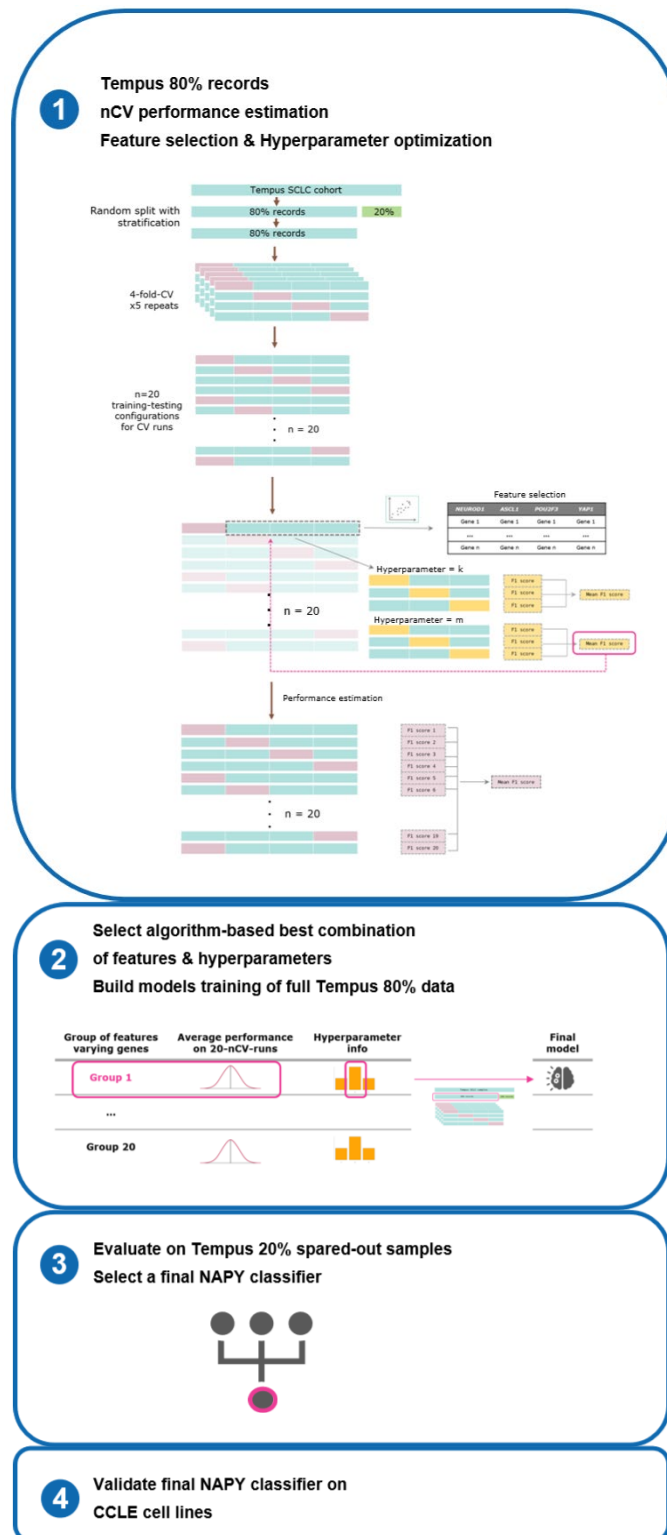 1
Tempus 80% records
nCV performance estimation
Feature selection & Hyperparameter optimization
Tempus SCLC cohort
Random split with
stratification
80% records
20%
80% records
4-fold-CV
x5 repeats
n=20
training-testing
configurations
for CV runs
n = 20
Feature selection
NEUROD1 ASCL1 POU2F3 YAP1
Gene 1 Gene 1 Gene 1 Gene 1
... ... ... ...
Gene n Gene n Gene n Gene n
Hyperparameter = k
F1 score
F1 score
F1 score
Mean F1 score
n = 20
Hyperparameter = m
F1 score
F1 score
F1 score
Mean F1 score
Performance estimation
F1 score 1
F1 score 2
F1 score 3
F1 score 4
F1 score 5
F1 score 6
Mean F1 score
n = 20
F1 score 19
F1 score 20
2
Select algorithm-based best combination
of features & hyperparameters
Build models training of full Tempus 80% data
Group of features
varying genes
Average performance
on 20-nCV-runs
Hyperparameter
info
Final
model
Group 1
...
Group 20
3
Evaluate on Tempus 20% spared-out samples
Select a final NAPY classifier
4
Validate final NAPY classifier on
CCLE cell lines